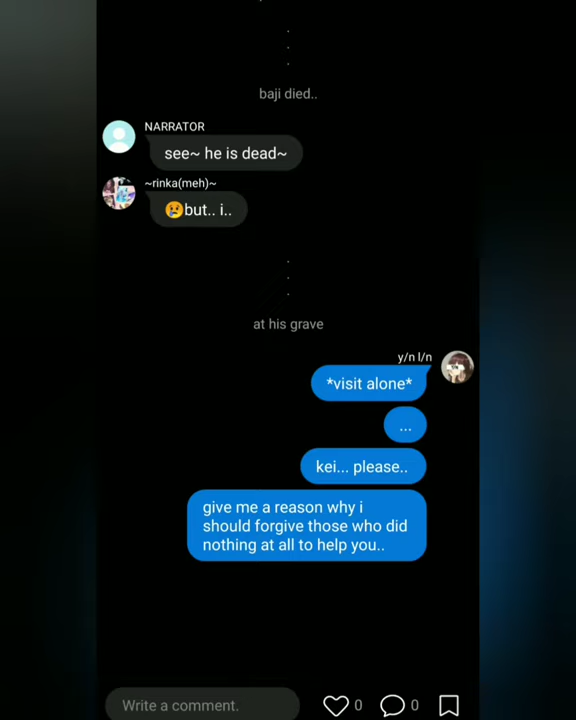 baji died..
NARRATOR
see~ he is dead~
~rinka(meh)~
😢but.. i..
at his grave
y/n l/n
*visit alone*
...
kei... please..
give me a reason why i
should forgive those who did
nothing at all to help you..
Write a comment.
0
0